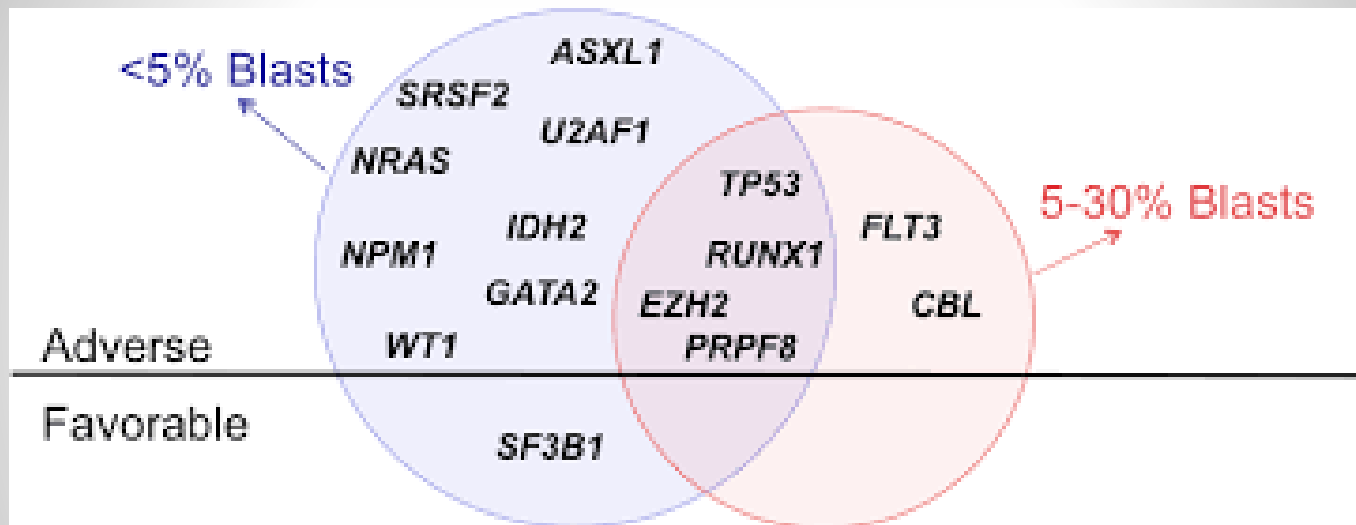 <5% Blasts
ASXL1
SRSF2
U2AF1
NRAS
TP53
5-30% Blasts
IDH2
FLT3
NPM1
RUNX1
GATA2
EZH2
CBL
Adverse
WT1
PRPF8
Favorable
SF3B1